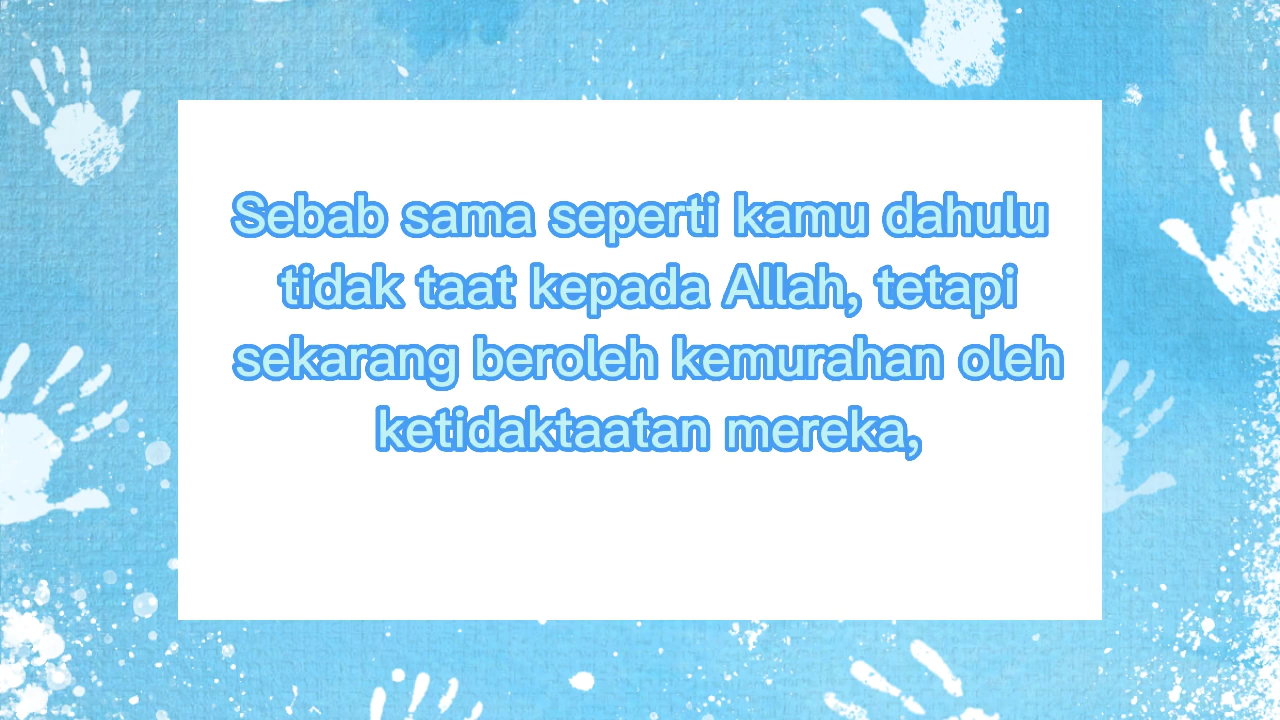 Sebab sama seperti kamu dahulu
tidak taat kepada Allah, tetapi
sekarang beroleh kemurahan oleh
ketidaktaatan mereka,